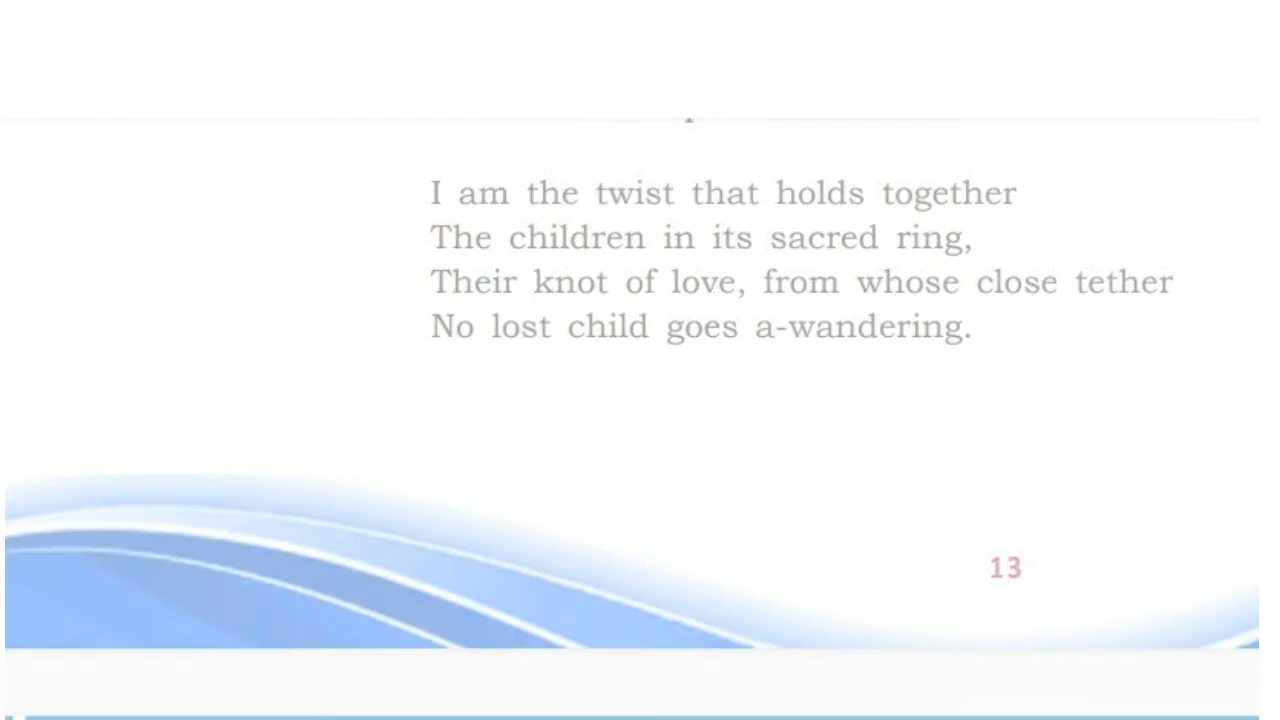 I am the twist that holds together
The children in its sacred ring,
Their knot of love, from whose close tether
No lost child goes a-wandering.
13